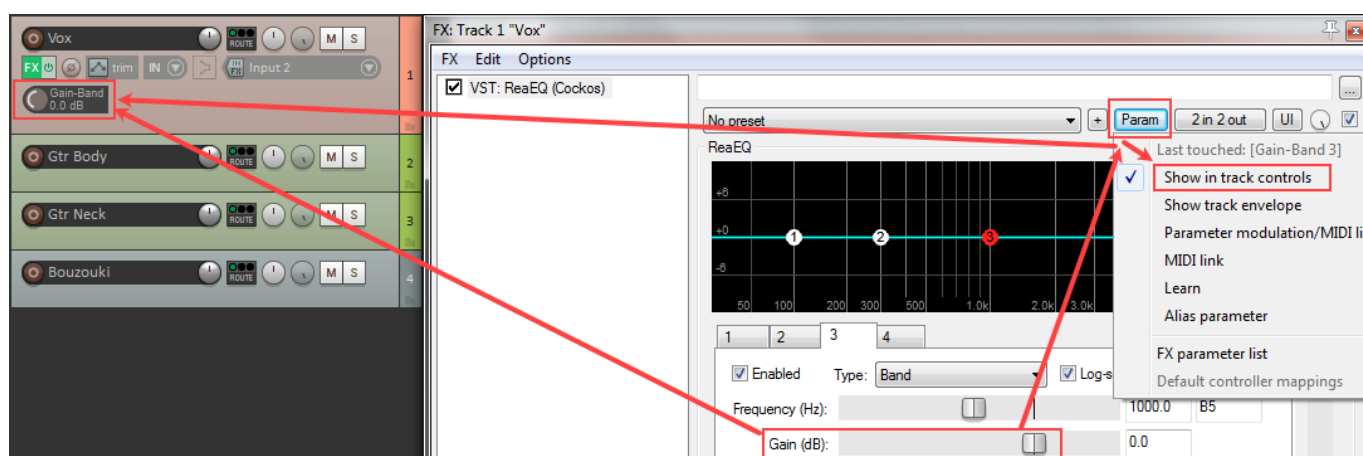 Vox
ROUTE
M S
FX
trim
IN
IN FX
Input 2
Gain-Band
0.0 dB
1
Gtr Body
ROUTE
M S
2
Gtr Neck
ROUTE
M S
3
Bouzouki
ROUTE
M S
4
FX: Track 1 "Vox"
FX Edit Options
VST: ReaEQ (Cockos)
...
No preset
+
Param
2 in 2 out
UI
ReaEQ
+6
+0
-6
1 2 3
50 100 200 300 500 1.0k 2.0k 3.0k
Last touched: [Gain-Band 3]
Show in track controls
Show track envelope
Parameter modulation/MIDI li
MIDI link
Learn
Alias parameter
FX parameter list
Default controller mappings
1 2 3 4
Enabled Type: Band Log-s
Frequency (Hz): 1000.0 B5
Gain (dB): 0.0